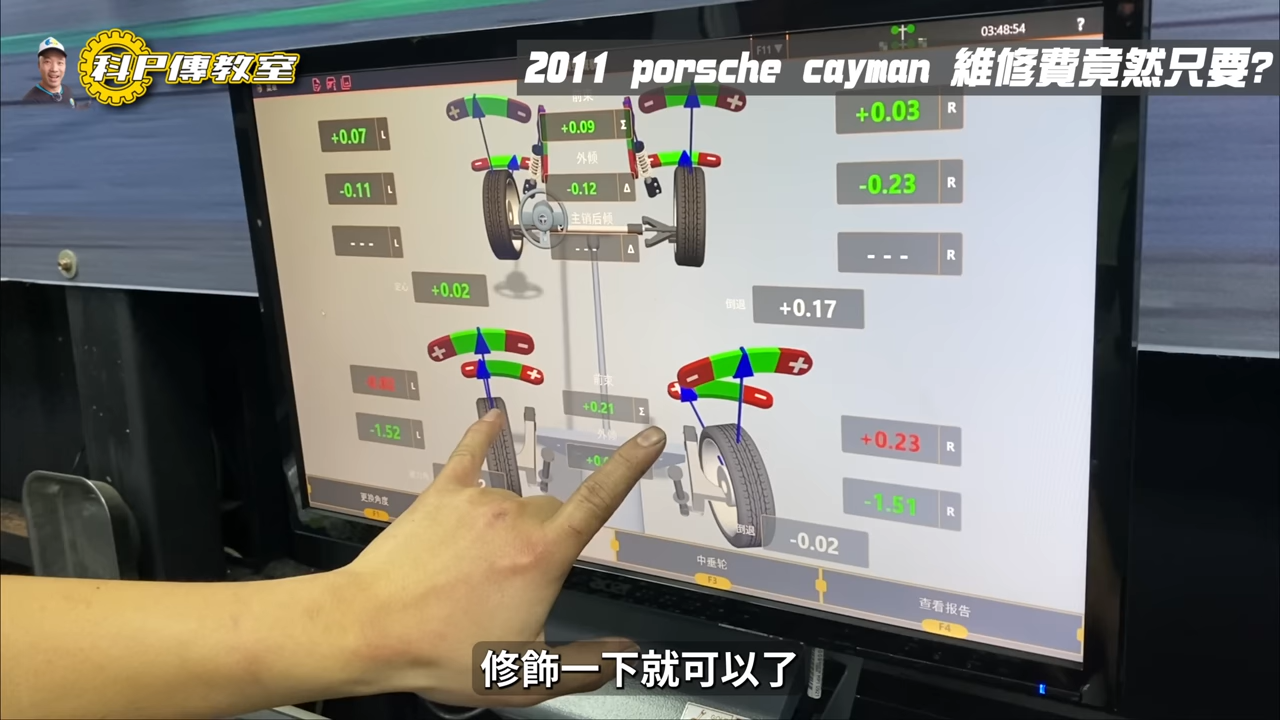 科P傳教室
2011 porsche cayman 維修費竟然只要?
F11
03:48:54
?
+0.07 L
+0.09 Σ
+0.03 R
外倾
-0.11 L
-0.12 Δ
-0.23 R
主销后倾
--- L
--- Δ
--- R
+0.02
倒退
+0.17
L
+0.21 Σ
+0.23 R
-1.52 L
-1.51 R
倒退
-0.02
更换角度
F1
中垂轮
F3
查看报告
F4
acer
修飾一下就可以了